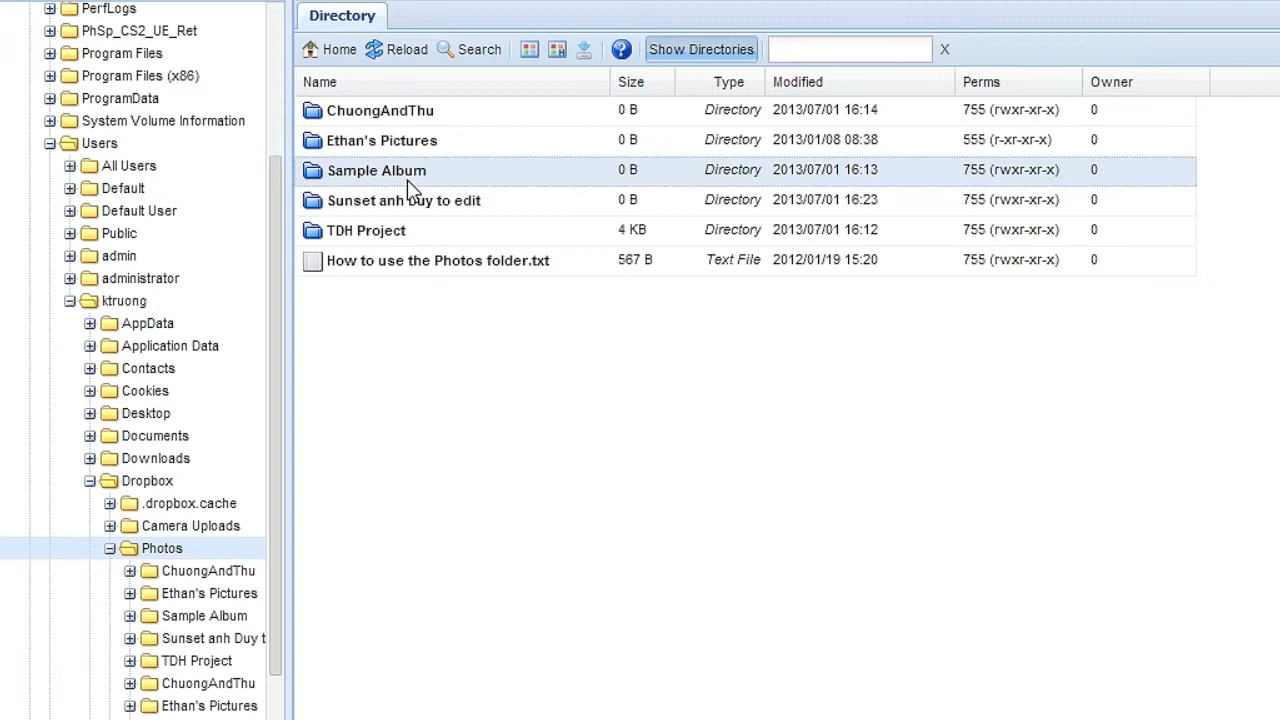 PerfLogs
PhSp_CS2_UE_Ret
Program Files
Program Files (x86)
ProgramData
System Volume Information
Users
All Users
Default
Default User
Public
admin
administrator
ktruong
AppData
Application Data
Contacts
Cookies
Desktop
Documents
Downloads
Dropbox
.dropbox.cache
Camera Uploads
Photos
ChuongAndThu
Ethan's Pictures
Sample Album
Sunset anh Duy t
TDH Project
ChuongAndThu
Ethan's Pictures
Directory
Home Reload Search Show Directories X
Name Size Type Modified Perms Owner
ChuongAndThu 0 B Directory 2013/07/01 16:14 755 (rwxr-xr-x) 0
Ethan's Pictures 0 B Directory 2013/01/08 08:38 555 (r-xr-xr-x) 0
Sample Album 0 B Directory 2013/07/01 16:13 755 (rwxr-xr-x) 0
Sunset anh Duy to edit 0 B Directory 2013/07/01 16:23 755 (rwxr-xr-x) 0
TDH Project 4 KB Directory 2013/07/01 16:12 755 (rwxr-xr-x) 0
How to use the Photos folder.txt 567 B Text File 2012/01/19 15:20 755 (rwxr-xr-x) 0